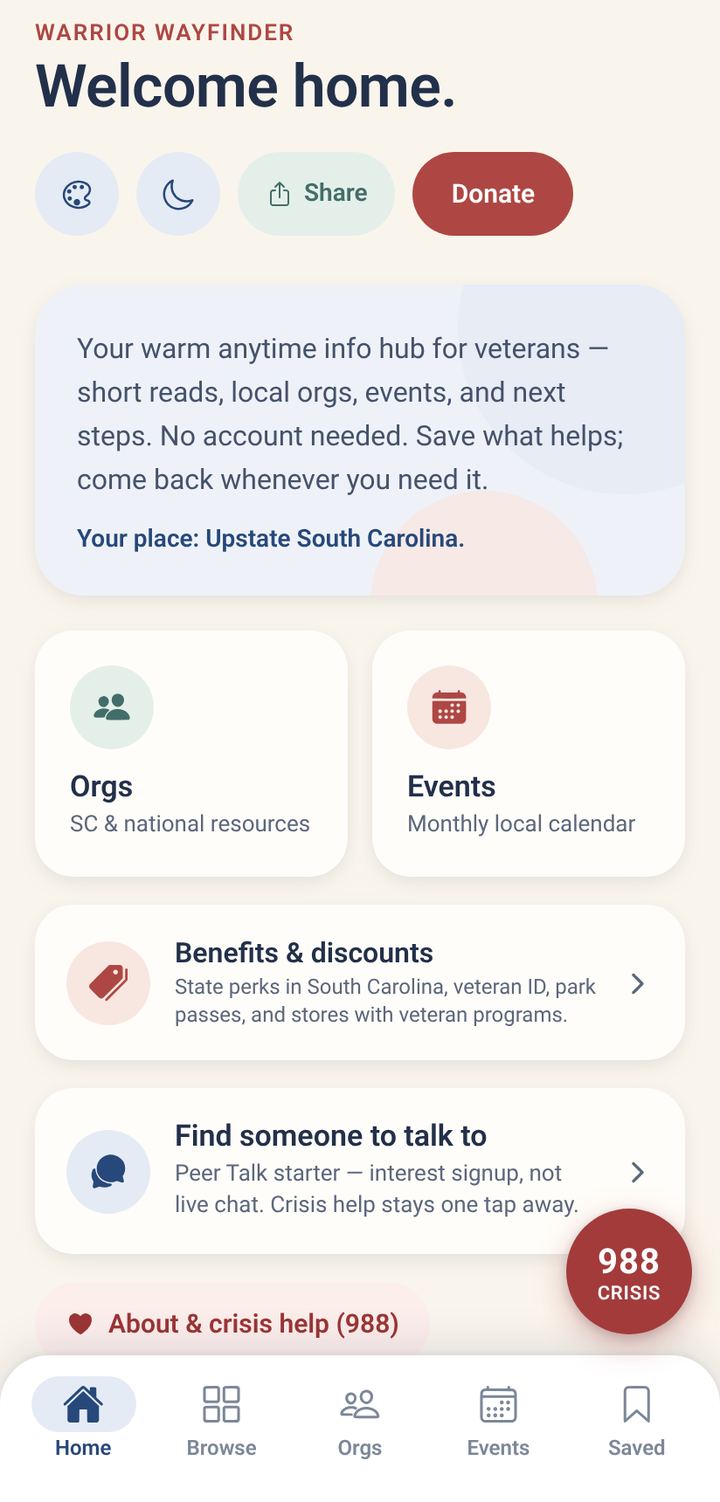 WARRIOR WAYFINDER
Welcome home.
Share
Donate
Your warm anytime info hub for veterans —
short reads, local orgs, events, and next
steps. No account needed. Save what helps;
come back whenever you need it.
Your place: Upstate South Carolina.
Orgs
SC & national resources
Events
Monthly local calendar
Benefits & discounts
State perks in South Carolina, veteran ID, park
passes, and stores with veteran programs.
Find someone to talk to
Peer Talk starter — interest signup, not
live chat. Crisis help stays one tap away.
988
CRISIS
About & crisis help (988)
Home
Browse
Orgs
Events
Saved